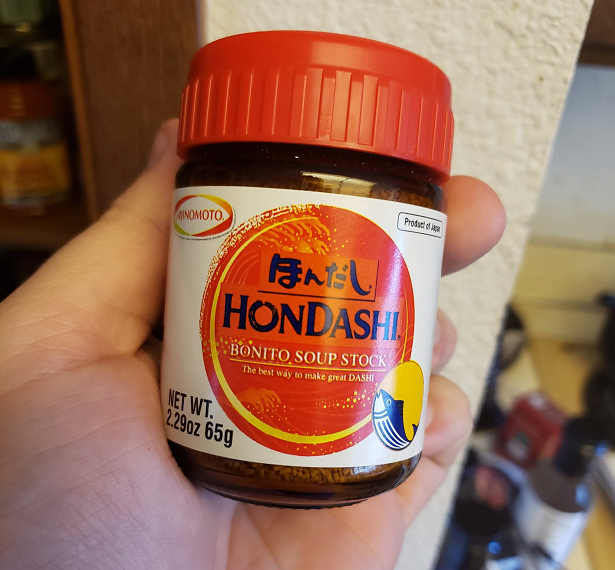 AJINOMOTO.
Product of Japan
ほんだし
HONDASHI
BONITO SOUP STOCK
The best way to make great DASHI
NET WT.
2.29oz 65g